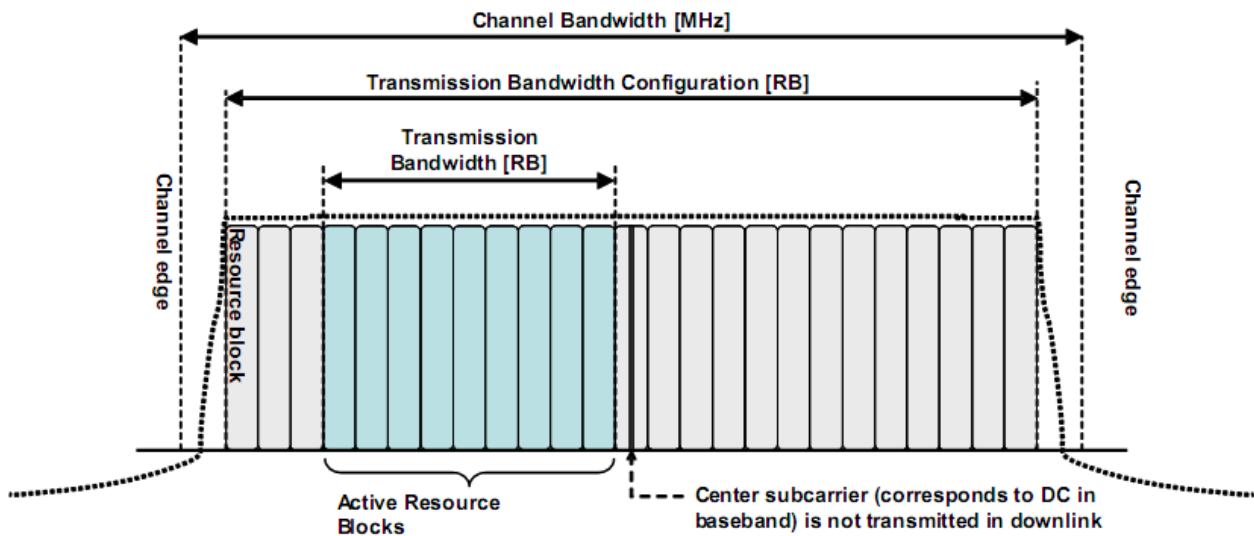 Channel Bandwidth [MHz]
Transmission Bandwidth Configuration [RB]
Transmission
Bandwidth [RB]
Channel edge
Channel edge
Resource block
Active Resource
Blocks
Center subcarrier (corresponds to DC in
baseband) is not transmitted in downlink